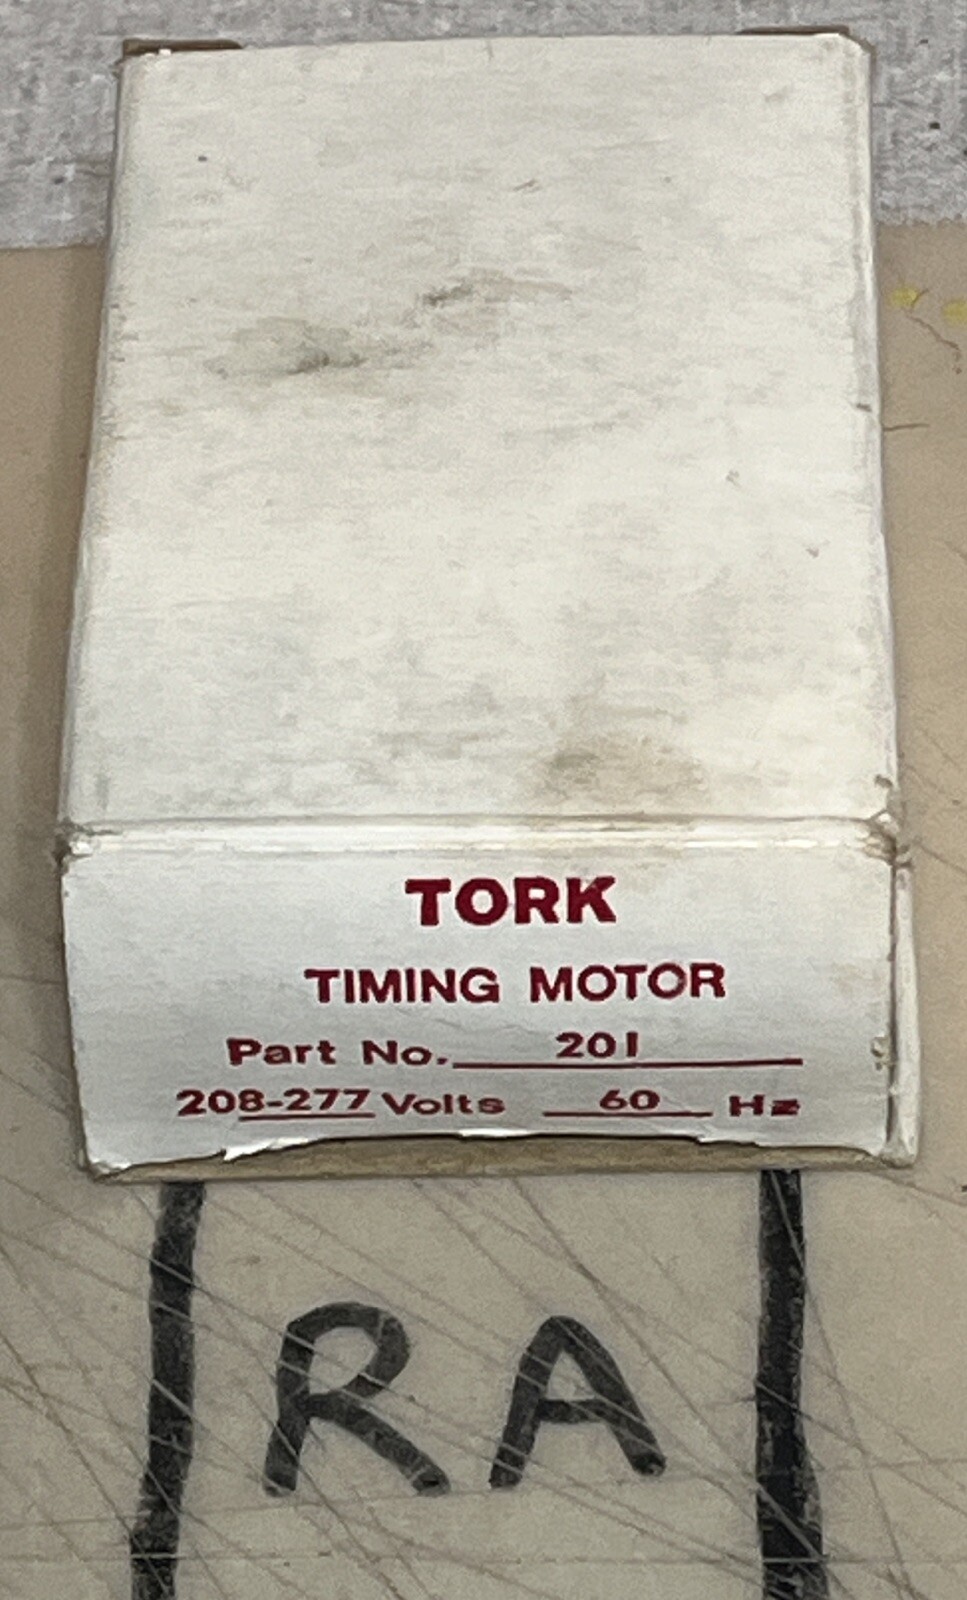 TORK
TIMING MOTOR
Part No. 201
208-277 Volts 60 Hz
RA